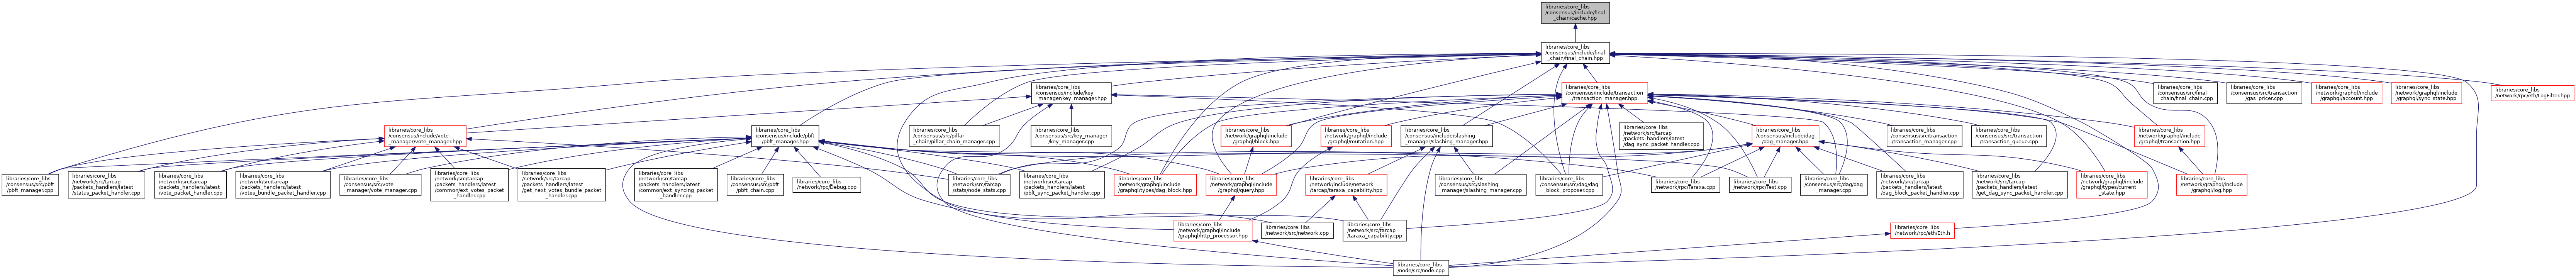 libraries/core_libs
/consensus/include/final
_chain/cache.hpp
libraries/core_libs
/consensus/include/final
_chain/final_chain.hpp
libraries/core_libs
/consensus/include/key
_manager/key_manager.hpp
libraries/core_libs
/consensus/include/transaction
/transaction_manager.hpp
libraries/core_libs
/consensus/src/final
_chain/final_chain.cpp
libraries/core_libs
/consensus/src/transaction
/gas_pricer.cpp
libraries/core_libs
/network/graphql/include
/graphql/account.hpp
libraries/core_libs
/network/graphql/include
/graphql/sync_state.hpp
libraries/core_libs
/network/rpc/eth/LogFilter.hpp
libraries/core_libs
/consensus/include/vote
_manager/vote_manager.hpp
libraries/core_libs
/consensus/include/pbft
/pbft_manager.hpp
libraries/core_libs
/consensus/src/pillar
_chain/pillar_chain_manager.cpp
libraries/core_libs
/consensus/src/key_manager
/key_manager.cpp
libraries/core_libs
/network/graphql/include
/graphql/block.hpp
libraries/core_libs
/network/graphql/include
/graphql/mutation.hpp
libraries/core_libs
/consensus/include/slashing
_manager/slashing_manager.hpp
libraries/core_libs
/network/src/tarcap
/packets_handlers/latest
/dag_sync_packet_handler.cpp
libraries/core_libs
/consensus/include/dag
/dag_manager.hpp
libraries/core_libs
/consensus/src/transaction
/transaction_manager.cpp
libraries/core_libs
/consensus/src/transaction
/transaction_queue.cpp
libraries/core_libs
/network/graphql/include
/graphql/transaction.hpp
libraries/core_libs
/consensus/src/pbft
/pbft_manager.cpp
libraries/core_libs
/network/src/tarcap
/packets_handlers/latest
/status_packet_handler.cpp
libraries/core_libs
/network/src/tarcap
/packets_handlers/latest
/vote_packet_handler.cpp
libraries/core_libs
/network/src/tarcap
/packets_handlers/latest
/votes_bundle_packet_handler.cpp
libraries/core_libs
/consensus/src/vote
_manager/vote_manager.cpp
libraries/core_libs
/network/src/tarcap
/packets_handlers/latest
/common/ext_votes_packet
_handler.cpp
libraries/core_libs
/network/src/tarcap
/packets_handlers/latest
/get_next_votes_bundle_packet
_handler.cpp
libraries/core_libs
/network/src/tarcap
/packets_handlers/latest
/common/ext_syncing_packet
_handler.cpp
libraries/core_libs
/consensus/src/pbft
/pbft_chain.cpp
libraries/core_libs
/network/rpc/Debug.cpp
libraries/core_libs
/network/src/tarcap
/stats/node_stats.cpp
libraries/core_libs
/network/src/tarcap
/packets_handlers/latest
/pbft_sync_packet_handler.cpp
libraries/core_libs
/network/graphql/include
/graphql/types/dag_block.hpp
libraries/core_libs
/network/graphql/include
/graphql/query.hpp
libraries/core_libs
/network/include/network
/tarcap/taraxa_capability.hpp
libraries/core_libs
/consensus/src/slashing
_manager/slashing_manager.cpp
libraries/core_libs
/consensus/src/dag/dag
_block_proposer.cpp
libraries/core_libs
/network/rpc/Taraxa.cpp
libraries/core_libs
/network/rpc/Test.cpp
libraries/core_libs
/consensus/src/dag/dag
_manager.cpp
libraries/core_libs
/network/src/tarcap
/packets_handlers/latest
/dag_block_packet_handler.cpp
libraries/core_libs
/network/src/tarcap
/packets_handlers/latest
/get_dag_sync_packet_handler.cpp
libraries/core_libs
/network/graphql/include
/graphql/types/current
_state.hpp
libraries/core_libs
/network/graphql/include
/graphql/log.hpp
libraries/core_libs
/network/graphql/include
/graphql/http_processor.hpp
libraries/core_libs
/network/src/network.cpp
libraries/core_libs
/network/src/tarcap
/taraxa_capability.cpp
libraries/core_libs
/network/rpc/eth/Eth.h
libraries/core_libs
/node/src/node.cpp